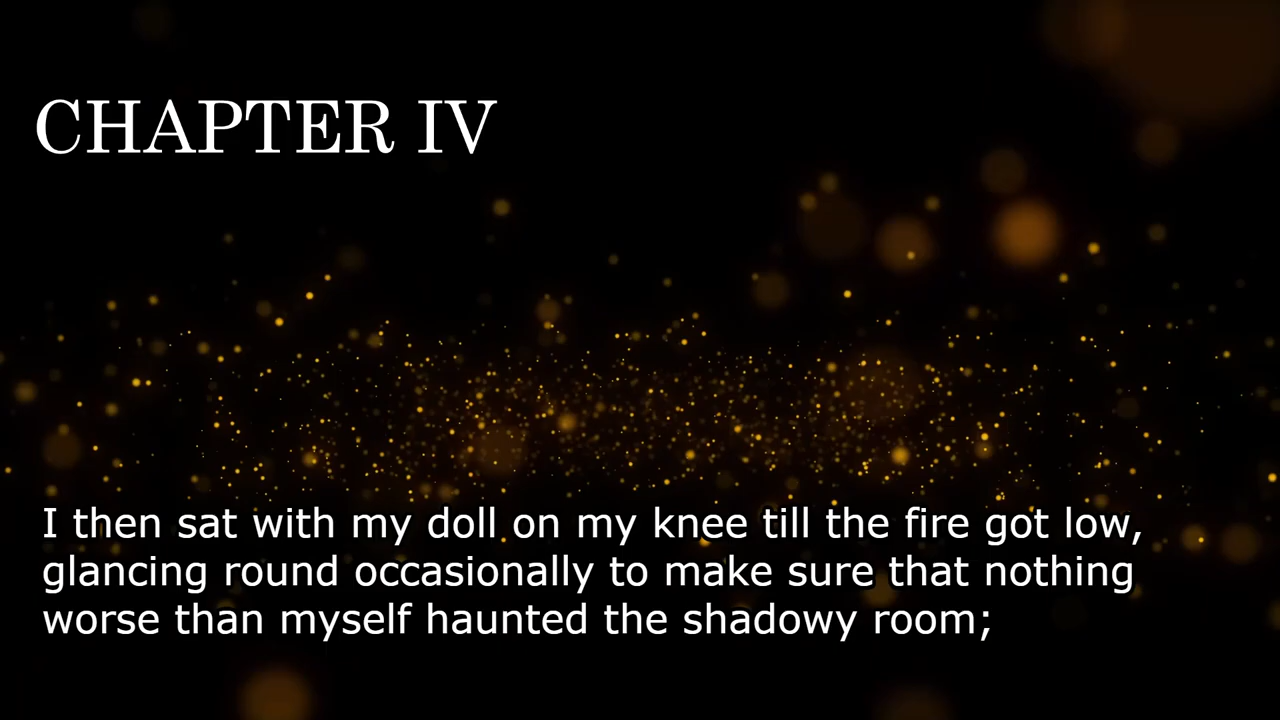 CHAPTER IV
I then sat with my doll on my knee till the fire got low,
glancing round occasionally to make sure that nothing
worse than myself haunted the shadowy room;